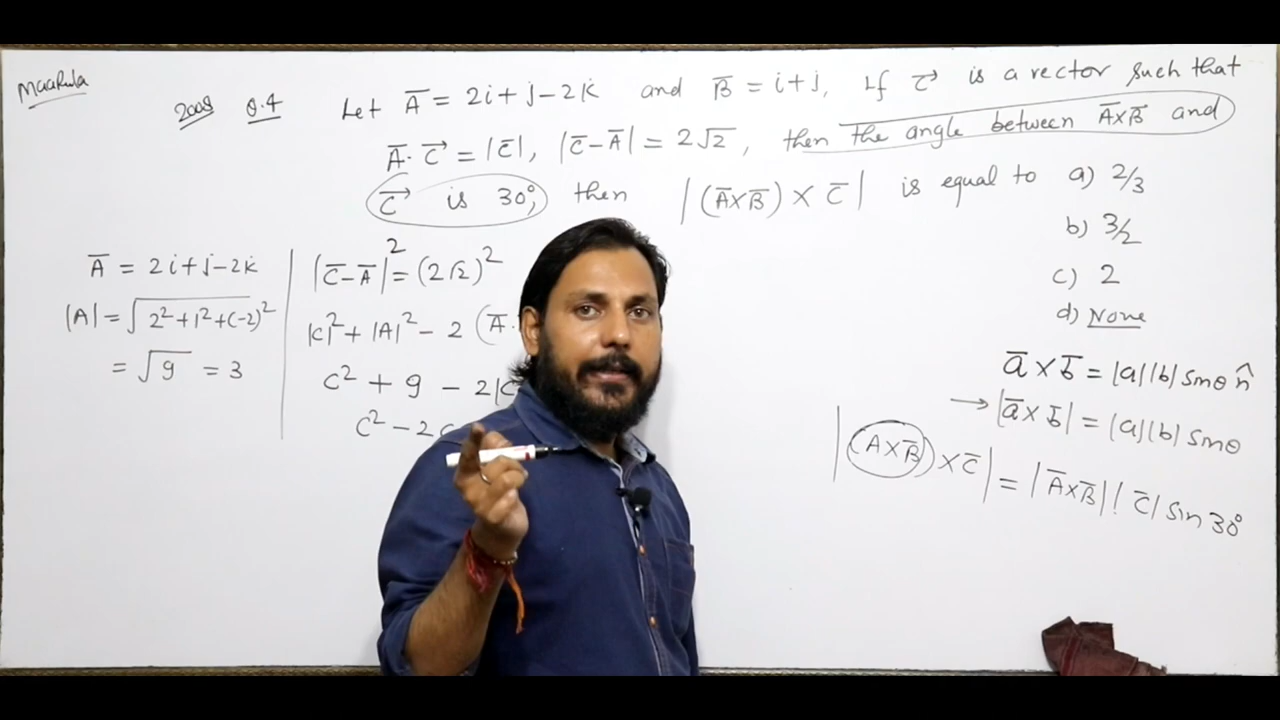 Maarula
2008 Q.4 Let A̅ = 2i + j - 2k and B̅ = i + j, If C⃗ is a vector such that
A̅ · C⃗ = |C̅|, |C̅ - A̅| = 2√2, then the angle between A̅×B̅ and
C⃗ is 30°, then |(A̅×B̅) × C̅| is equal to a) 2/3
b) 3/2
c) 2
d) None
A̅ = 2i + j - 2k
|A| = √2² + 1² + (-2)²
= √9 = 3
|C̅ - A̅|² = (2√2)²
|C|² + |A|² - 2 (A̅ ·
C² + 9 - 2|C
C² - 2C
a̅ × b̅ = |a||b| sinθ n̂
→ |a̅ × b̅| = |a||b| sinθ
|(A×B̅) × C̅| = |A̅×B̅| |C̅| sin 30°